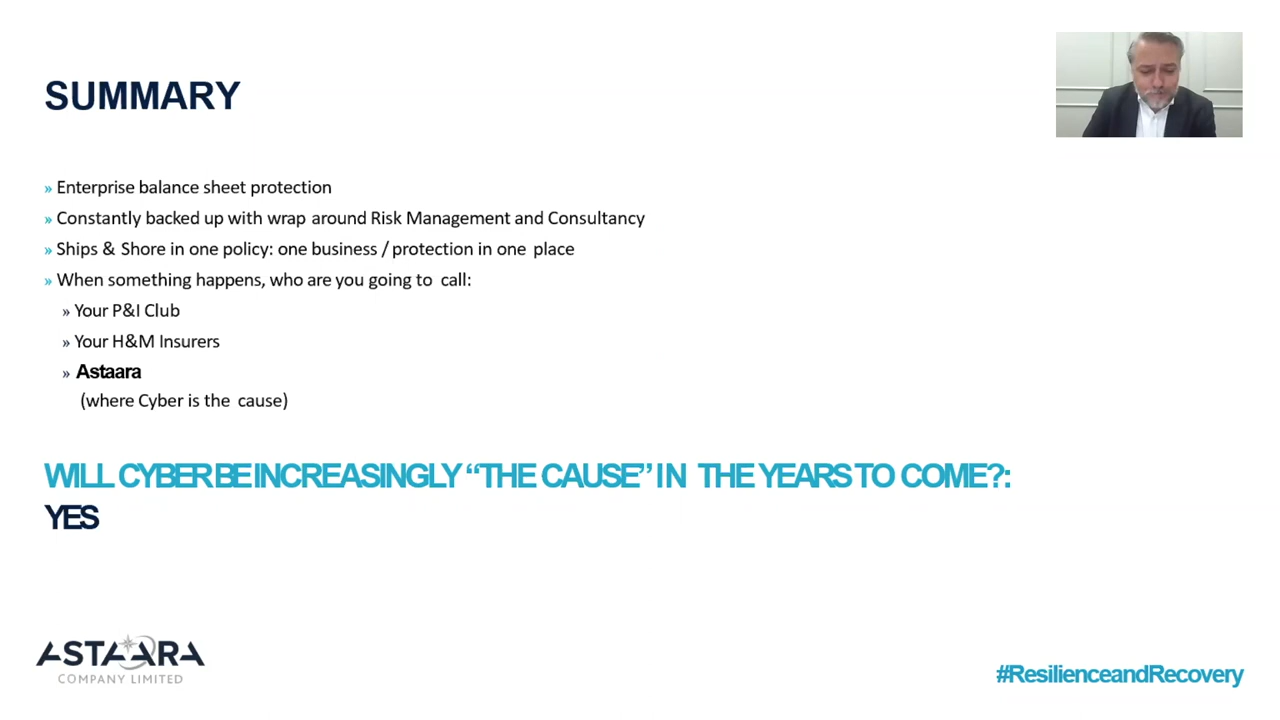 SUMMARY
» Enterprise balance sheet protection
» Constantly backed up with wrap around Risk Management and Consultancy
» Ships & Shore in one policy: one business / protection in one place
» When something happens, who are you going to call:
» Your P&I Club
» Your H&M Insurers
» Astaara
(where Cyber is the cause)
WILL CYBER BE INCREASINGLY “THE CAUSE” IN THE YEARS TO COME?:
YES
ASTAARA
COMPANY LIMITED
#ResilienceandRecovery